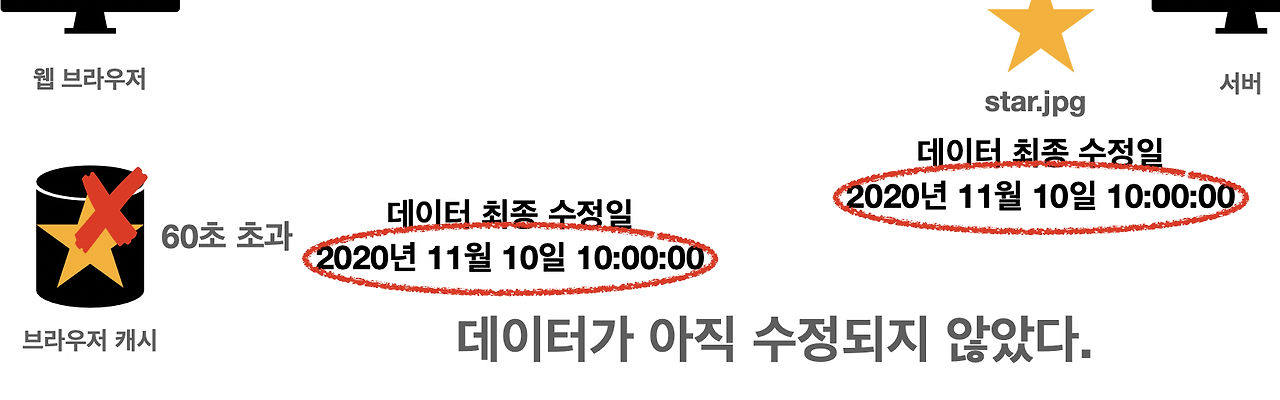 웹 브라우저
서버
star.jpg
데이터 최종 수정일
2020년 11월 10일 10:00:00
60초 초과
데이터 최종 수정일
2020년 11월 10일 10:00:00
브라우저 캐시
데이터가 아직 수정되지 않았다.